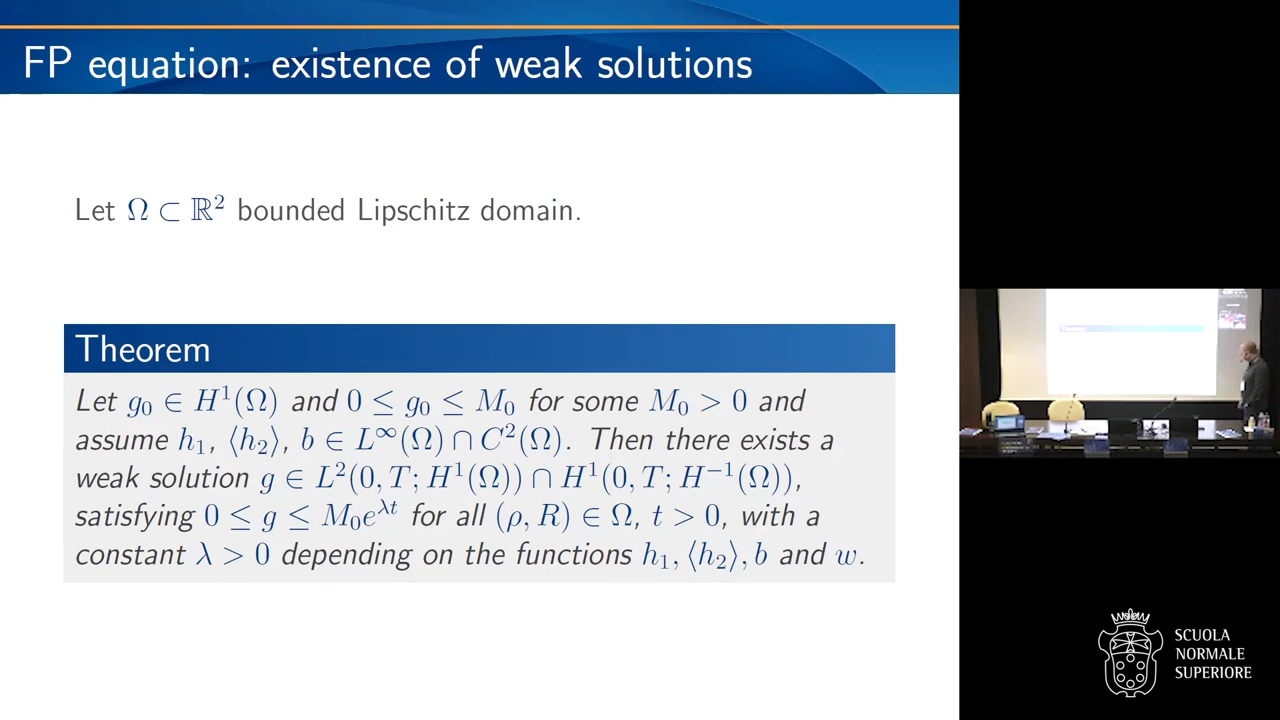 FP equation: existence of weak solutions
Let Ω ⊂ ℝ² bounded Lipschitz domain.
Theorem
Let g₀ ∈ H¹(Ω) and 0 ≤ g₀ ≤ M₀ for some M₀ > 0 and
assume h₁, ⟨h₂⟩, b ∈ L^∞(Ω) ∩ C²(Ω). Then there exists a
weak solution g ∈ L²(0, T; H¹(Ω)) ∩ H¹(0, T; H⁻¹(Ω)),
satisfying 0 ≤ g ≤ M₀e^{λt} for all (ρ, R) ∈ Ω, t > 0, with a
constant λ > 0 depending on the functions h₁, ⟨h₂⟩, b and w.
SCUOLA
NORMALE
SUPERIORE